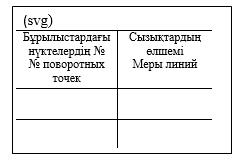 (svg)
Бұрылыстардағы
нүктелердің №
№ поворотных
точек
Сызықтардың
өлшемі
Меры линий